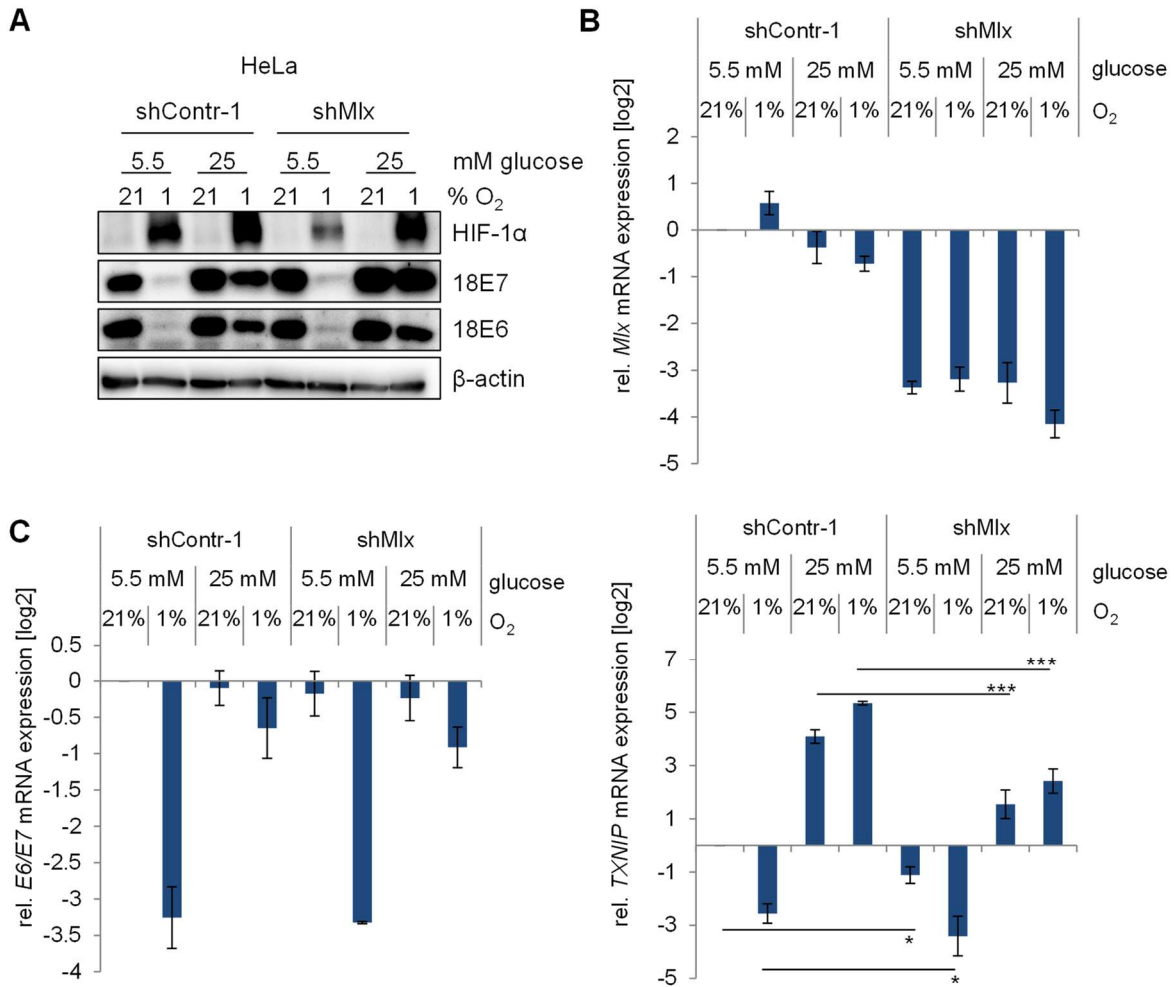 A
HeLa
shContr-1 shMlx
5.5 25 5.5 25 mM glucose
21 1 21 1 21 1 21 1 % O2
HIF-1α
18E7
18E6
β-actin
B
shContr-1 shMlx
5.5 mM 25 mM 5.5 mM 25 mM glucose
21% 1% 21% 1% 21% 1% 21% 1% O2
rel. Mlx mRNA expression [log2]
2
1
0
-1
-2
-3
-4
-5
C
shContr-1 shMlx
5.5 mM 25 mM 5.5 mM 25 mM glucose
21% 1% 21% 1% 21% 1% 21% 1% O2
rel. E6/E7 mRNA expression [log2]
0.5
0
-0.5
-1
-1.5
-2
-2.5
-3
-3.5
-4
shContr-1 shMlx
5.5 mM 25 mM 5.5 mM 25 mM glucose
21% 1% 21% 1% 21% 1% 21% 1% O2
rel. TXNIP mRNA expression [log2]
7
5
3
1
-1
-3
-5
***
***
*
*